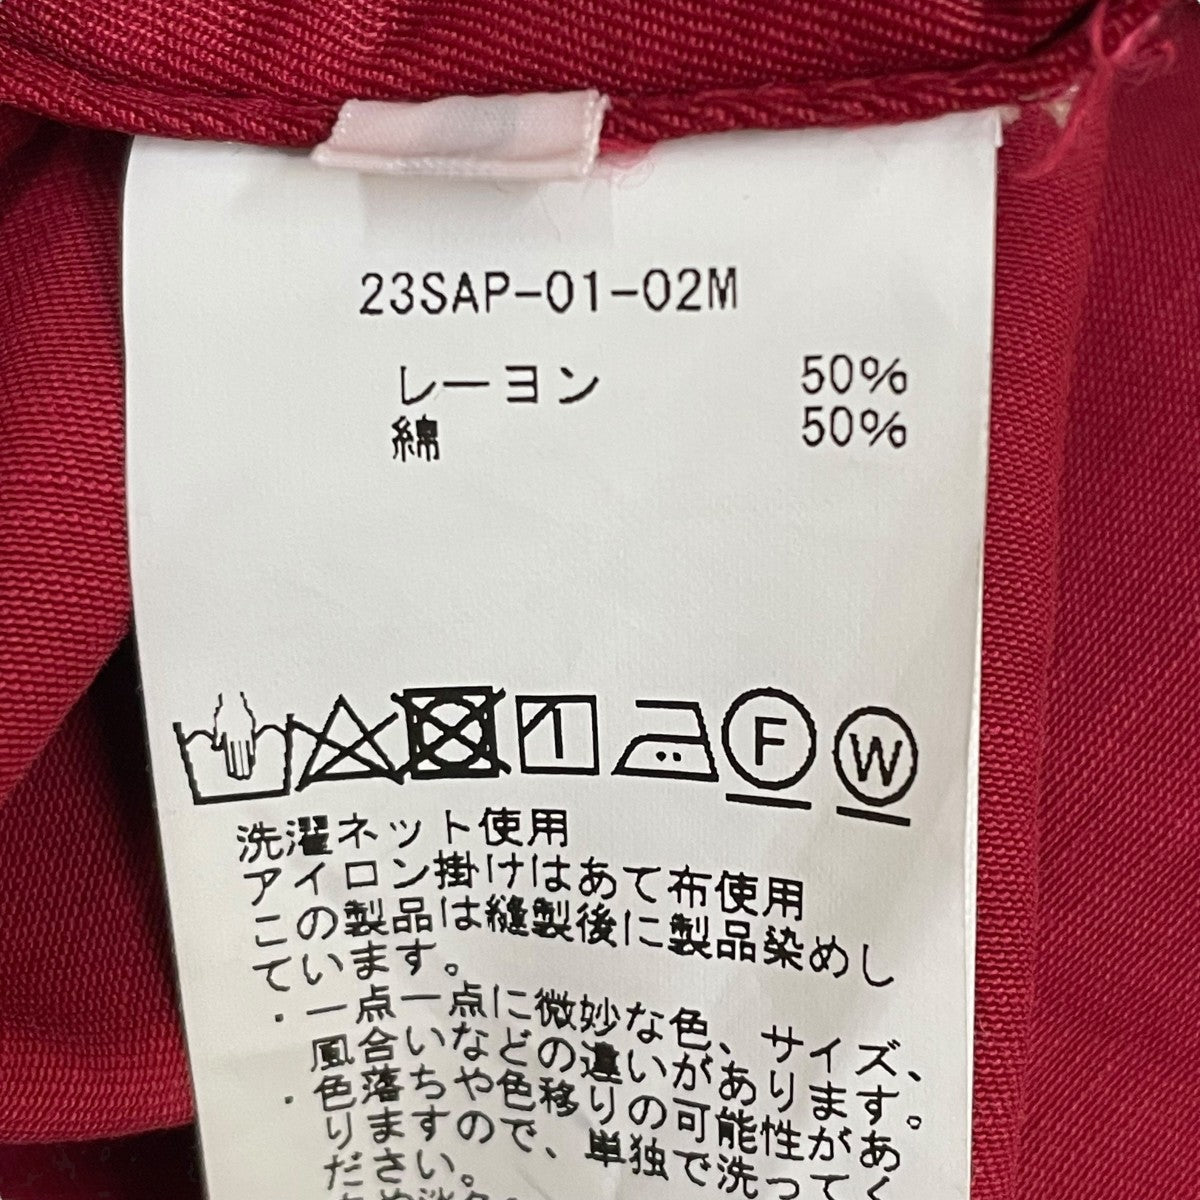 23SAP-01-02M
レーヨン 50%
綿 50%
F W
洗濯ネット使用
アイロン掛けはあて布使用
この製品は縫製後に製品染めし
ています。
・一点一点に微妙な色、サイズ、
風合いなどの違いがあります。
・色落ちや色移りの可能性があ
りますので、単独で洗ってく
ださい。